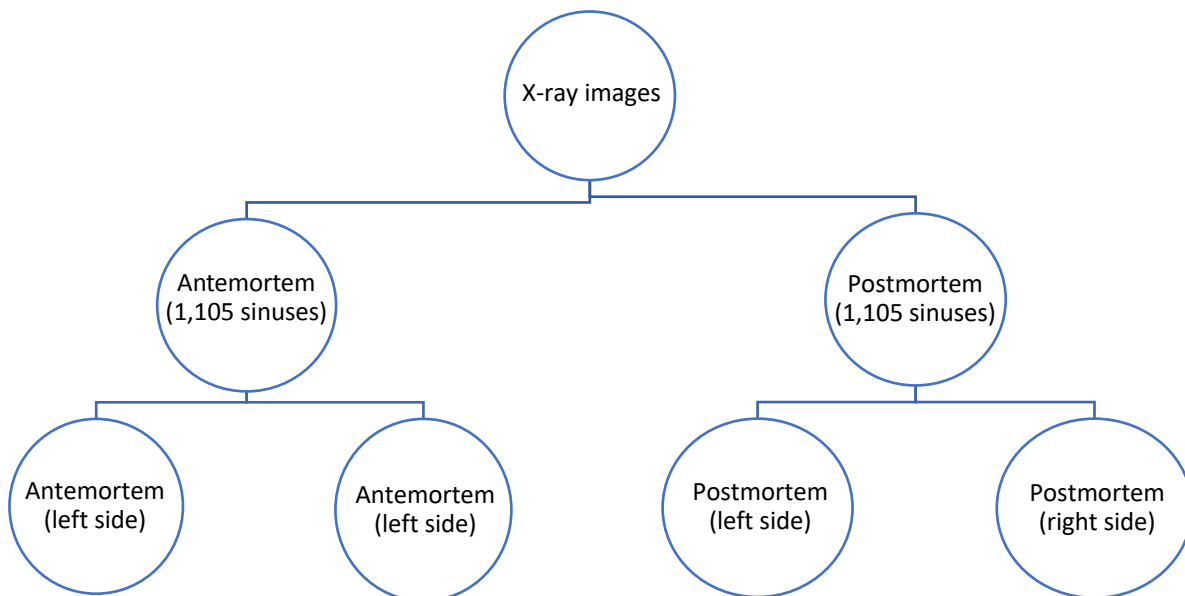 X-ray images
Antemortem
(1,105 sinuses)
Postmortem
(1,105 sinuses)
Antemortem
(left side)
Antemortem
(left side)
Postmortem
(left side)
Postmortem
(right side)